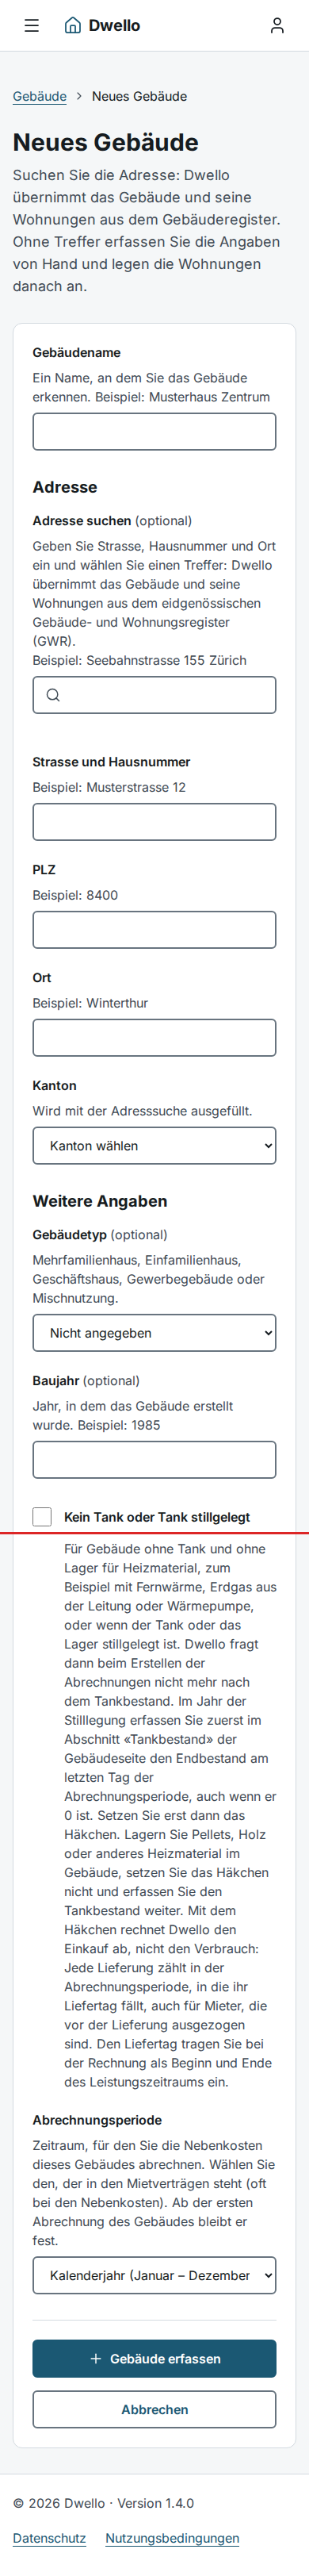 Dwello
Gebäude > Neues Gebäude
Neues Gebäude
Suchen Sie die Adresse: Dwello
übernimmt das Gebäude und seine
Wohnungen aus dem Gebäuderegister.
Ohne Treffer erfassen Sie die Angaben
von Hand und legen die Wohnungen
danach an.
Gebäudename
Ein Name, an dem Sie das Gebäude
erkennen. Beispiel: Musterhaus Zentrum
Adresse
Adresse suchen (optional)
Geben Sie Strasse, Hausnummer und Ort
ein und wählen Sie einen Treffer: Dwello
übernimmt das Gebäude und seine
Wohnungen aus dem eidgenössischen
Gebäude- und Wohnungsregister
(GWR).
Beispiel: Seebahnstrasse 155 Zürich
Strasse und Hausnummer
Beispiel: Musterstrasse 12
PLZ
Beispiel: 8400
Ort
Beispiel: Winterthur
Kanton
Wird mit der Adresssuche ausgefüllt.
Kanton wählen
Weitere Angaben
Gebäudetyp (optional)
Mehrfamilienhaus, Einfamilienhaus,
Geschäftshaus, Gewerbegebäude oder
Mischnutzung.
Nicht angegeben
Baujahr (optional)
Jahr, in dem das Gebäude erstellt
wurde. Beispiel: 1985
Kein Tank oder Tank stillgelegt
Für Gebäude ohne Tank und ohne
Lager für Heizmaterial, zum
Beispiel mit Fernwärme, Erdgas aus
der Leitung oder Wärmepumpe,
oder wenn der Tank oder das
Lager stillgelegt ist. Dwello fragt
dann beim Erstellen der
Abrechnungen nicht mehr nach
dem Tankbestand. Im Jahr der
Stilllegung erfassen Sie zuerst im
Abschnitt «Tankbestand» der
Gebäudeseite den Endbestand am
letzten Tag der
Abrechnungsperiode, auch wenn er
0 ist. Setzen Sie erst dann das
Häkchen. Lagern Sie Pellets, Holz
oder anderes Heizmaterial im
Gebäude, setzen Sie das Häkchen
nicht und erfassen Sie den
Tankbestand weiter. Mit dem
Häkchen rechnet Dwello den
Einkauf ab, nicht den Verbrauch:
Jede Lieferung zählt in der
Abrechnungsperiode, in die ihr
Liefertag fällt, auch für Mieter, die
vor der Lieferung ausgezogen
sind. Den Liefertag tragen Sie bei
der Rechnung als Beginn und Ende
des Leistungszeitraums ein.
Abrechnungsperiode
Zeitraum, für den Sie die Nebenkosten
dieses Gebäudes abrechnen. Wählen Sie
den, der in den Mietverträgen steht (oft
bei den Nebenkosten). Ab der ersten
Abrechnung des Gebäudes bleibt er
fest.
Kalenderjahr (Januar – Dezember
+ Gebäude erfassen
Abbrechen
© 2026 Dwello · Version 1.4.0
Datenschutz Nutzungsbedingungen